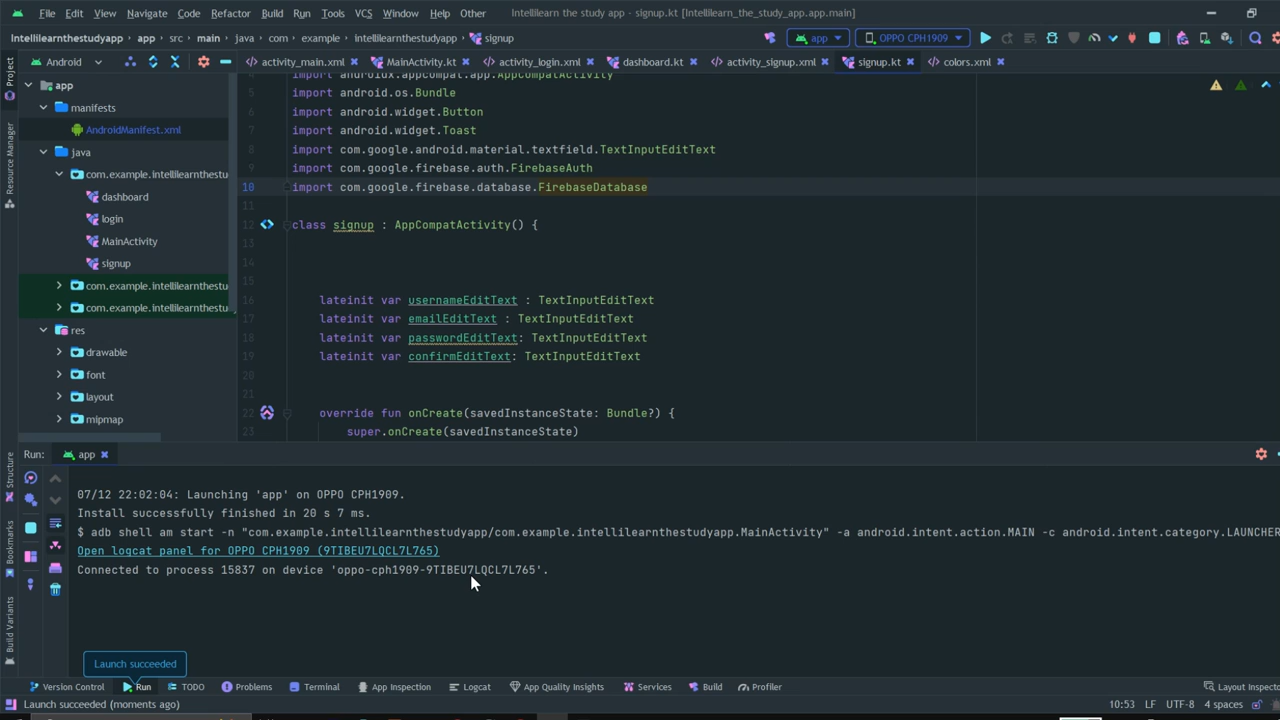 File Edit View Navigate Code Refactor Build Run Tools VCS Window Help Other Intellilearn the study app - signup.kt [Intellilearn_the_study_app.app.main]
Intellilearnthestudyapp app src main java com example intellilearnthestudyapp signup app OPPO CPH1909
Android activity_main.xml MainActivity.kt activity_login.xml dashboard.kt activity_signup.xml signup.kt colors.xml
Project
Resource Manager
Structure
Bookmarks
Build Variants
app
manifests
AndroidManifest.xml
java
com.example.intellilearnthestu
dashboard
login
MainActivity
signup
com.example.intellilearnthestu
com.example.intellilearnthestu
res
drawable
font
layout
mipmap
import androidx.appcompat.app.AppCompatActivity
5 import android.os.Bundle
6 import android.widget.Button
7 import android.widget.Toast
8 import com.google.android.material.textfield.TextInputEditText
9 import com.google.firebase.auth.FirebaseAuth
10 import com.google.firebase.database.FirebaseDatabase
11
12 class signup : AppCompatActivity() {
13
14
15
16 lateinit var usernameEditText : TextInputEditText
17 lateinit var emailEditText : TextInputEditText
18 lateinit var passwordEditText: TextInputEditText
19 lateinit var confirmEditText: TextInputEditText
20
21
22 override fun onCreate(savedInstanceState: Bundle?) {
23 super.onCreate(savedInstanceState)
Run: app
07/12 22:02:04: Launching 'app' on OPPO CPH1909.
Install successfully finished in 20 s 7 ms.
$ adb shell am start -n "com.example.intellilearnthestudyapp/com.example.intellilearnthestudyapp.MainActivity" -a android.intent.action.MAIN -c android.intent.category.LAUNCHER
Open logcat panel for OPPO CPH1909 (9TIBEU7LQCL7L765)
Connected to process 15837 on device 'oppo-cph1909-9TIBEU7LQCL7L765'.
Launch succeeded
Version Control Run TODO Problems Terminal App Inspection Logcat App Quality Insights Services Build Profiler Layout Inspecto
Launch succeeded (moments ago) 10:53 LF UTF-8 4 spaces